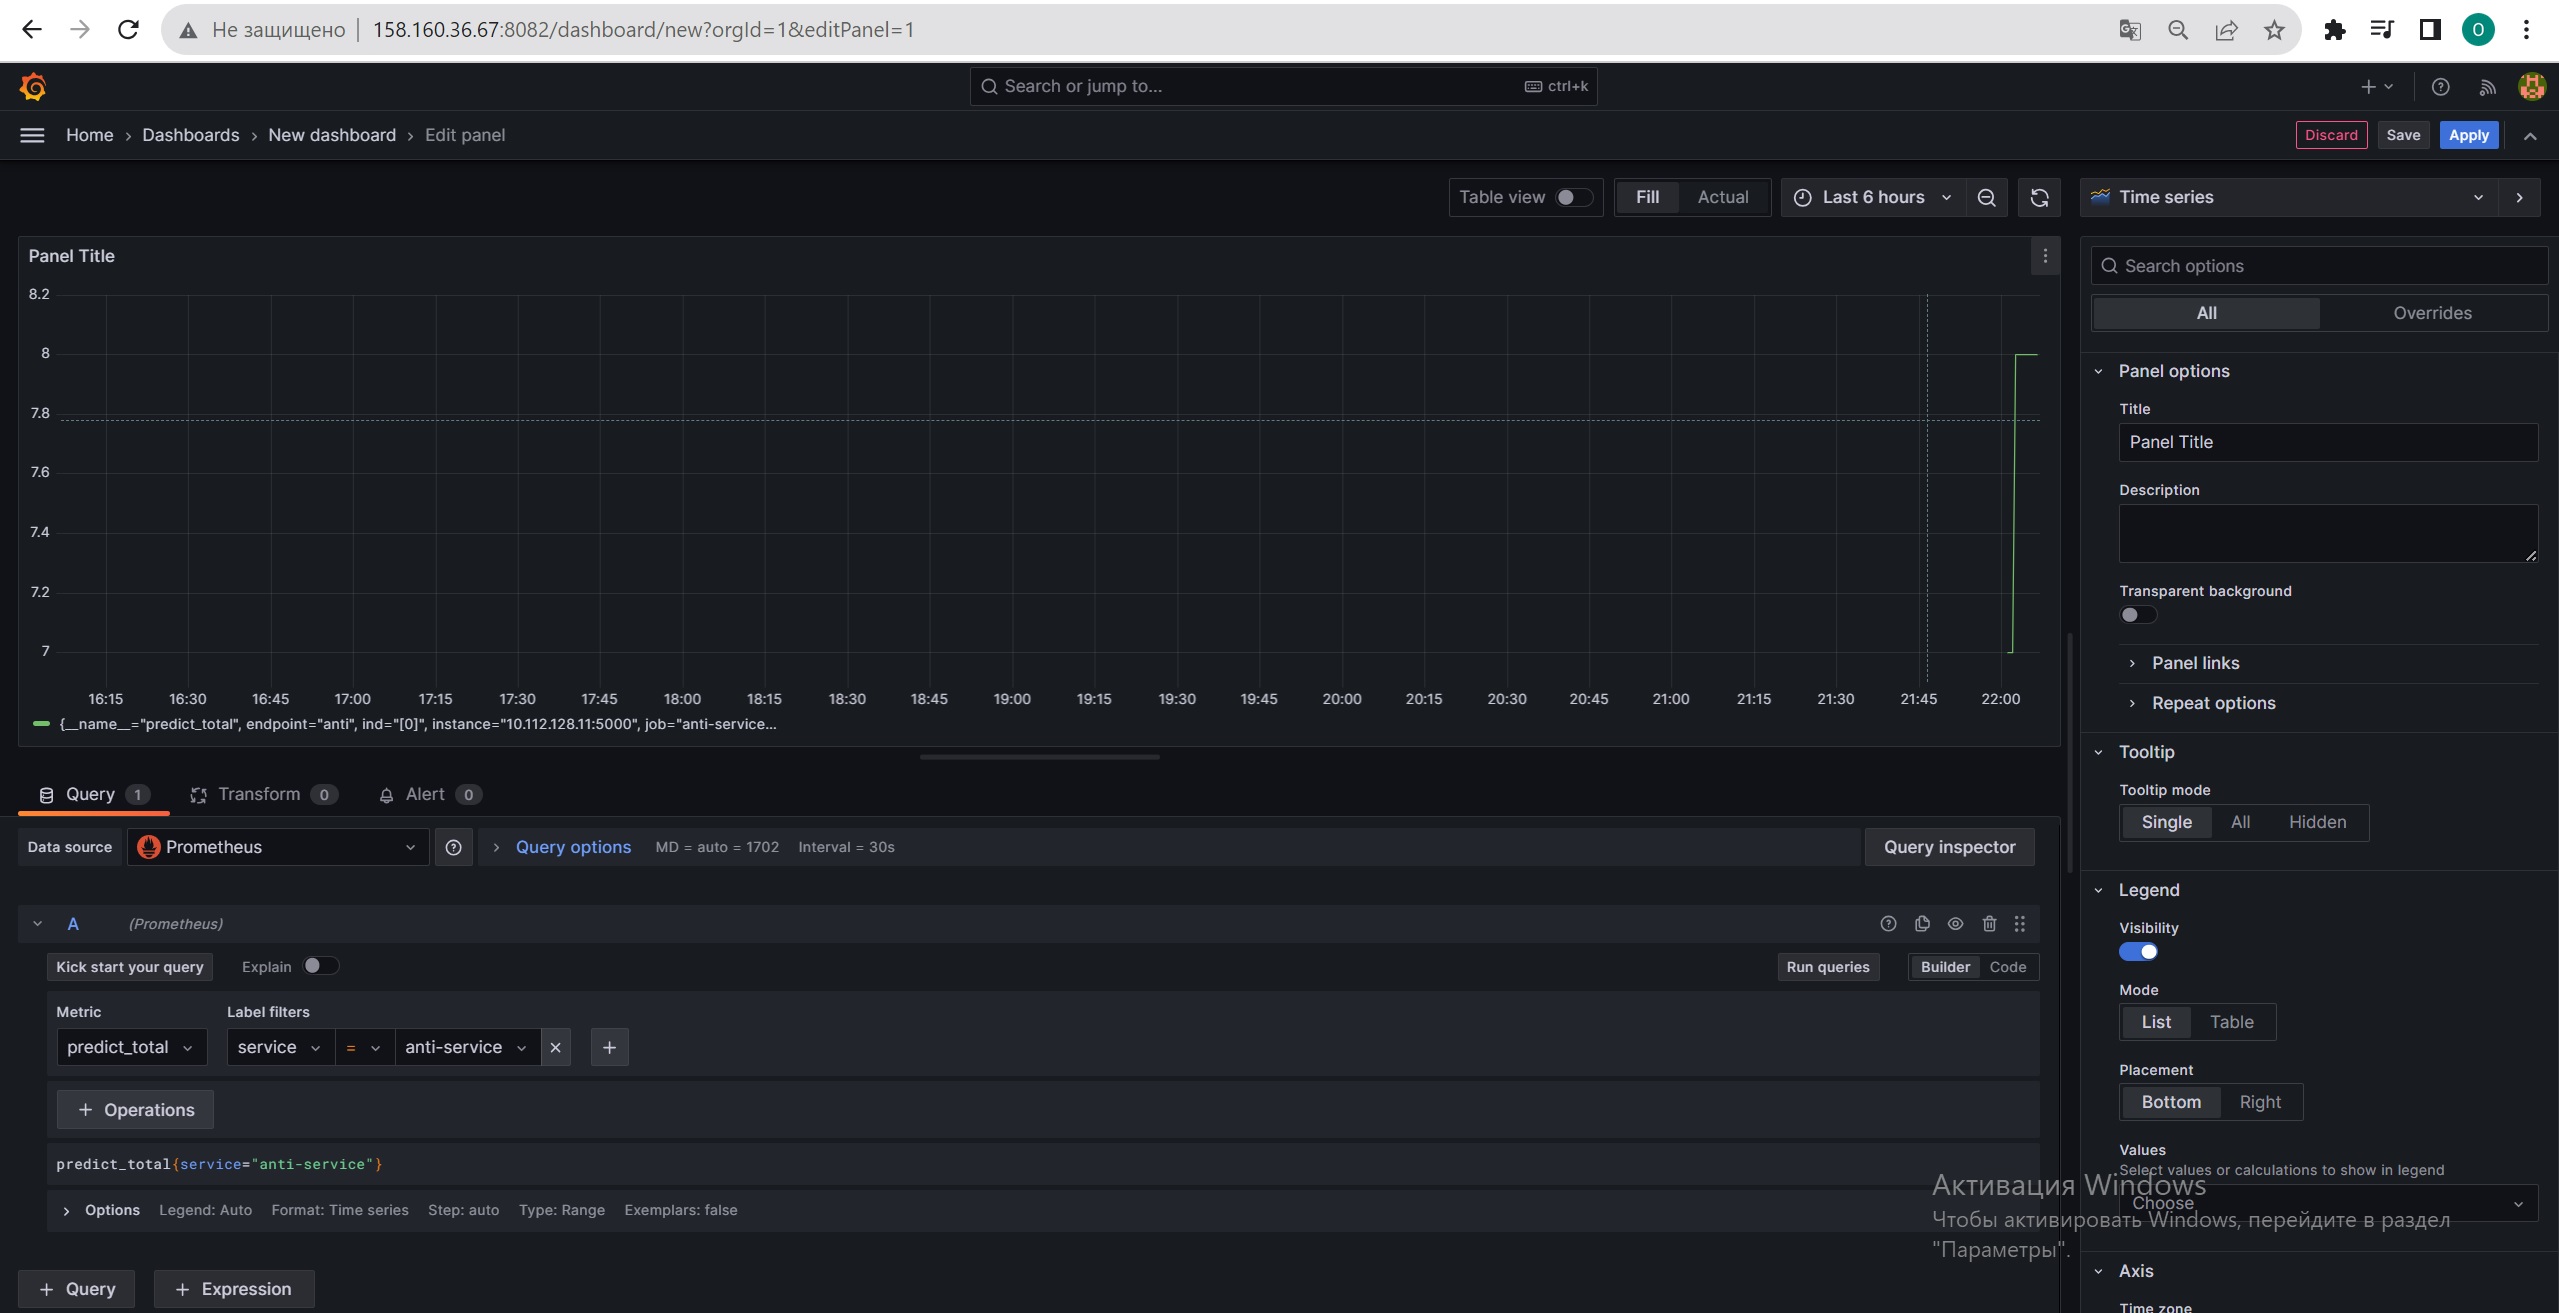 Не защищено 158.160.36.67:8082/dashboard/new?orgId=1&editPanel=1
O
Search or jump to... ctrl+k
Home › Dashboards › New dashboard › Edit panel
Discard Save Apply
Table view Fill Actual Last 6 hours Time series
Panel Title
8.2
8
7.8
7.6
7.4
7.2
7
16:15 16:30 16:45 17:00 17:15 17:30 17:45 18:00 18:15 18:30 18:45 19:00 19:15 19:30 19:45 20:00 20:15 20:30 20:45 21:00 21:15 21:30 21:45 22:00
{__name__="predict_total", endpoint="anti", ind="[0]", instance="10.112.128.11:5000", job="anti-service...
Query 1 Transform 0 Alert 0
Data source Prometheus Query options MD = auto = 1702 Interval = 30s Query inspector
A (Prometheus)
Kick start your query Explain Run queries Builder Code
Metric Label filters
predict_total service = anti-service
+ Operations
predict_total{service="anti-service"}
Options Legend: Auto Format: Time series Step: auto Type: Range Exemplars: false
+ Query + Expression
Search options
All Overrides
Panel options
Title
Panel Title
Description
Transparent background
Panel links
Repeat options
Tooltip
Tooltip mode
Single All Hidden
Legend
Visibility
Mode
List Table
Placement
Bottom Right
Values
Select values or calculations to show in legend
Choose
Axis
Time zone
Активация Windows
Чтобы активировать Windows, перейдите в раздел
"Параметры".